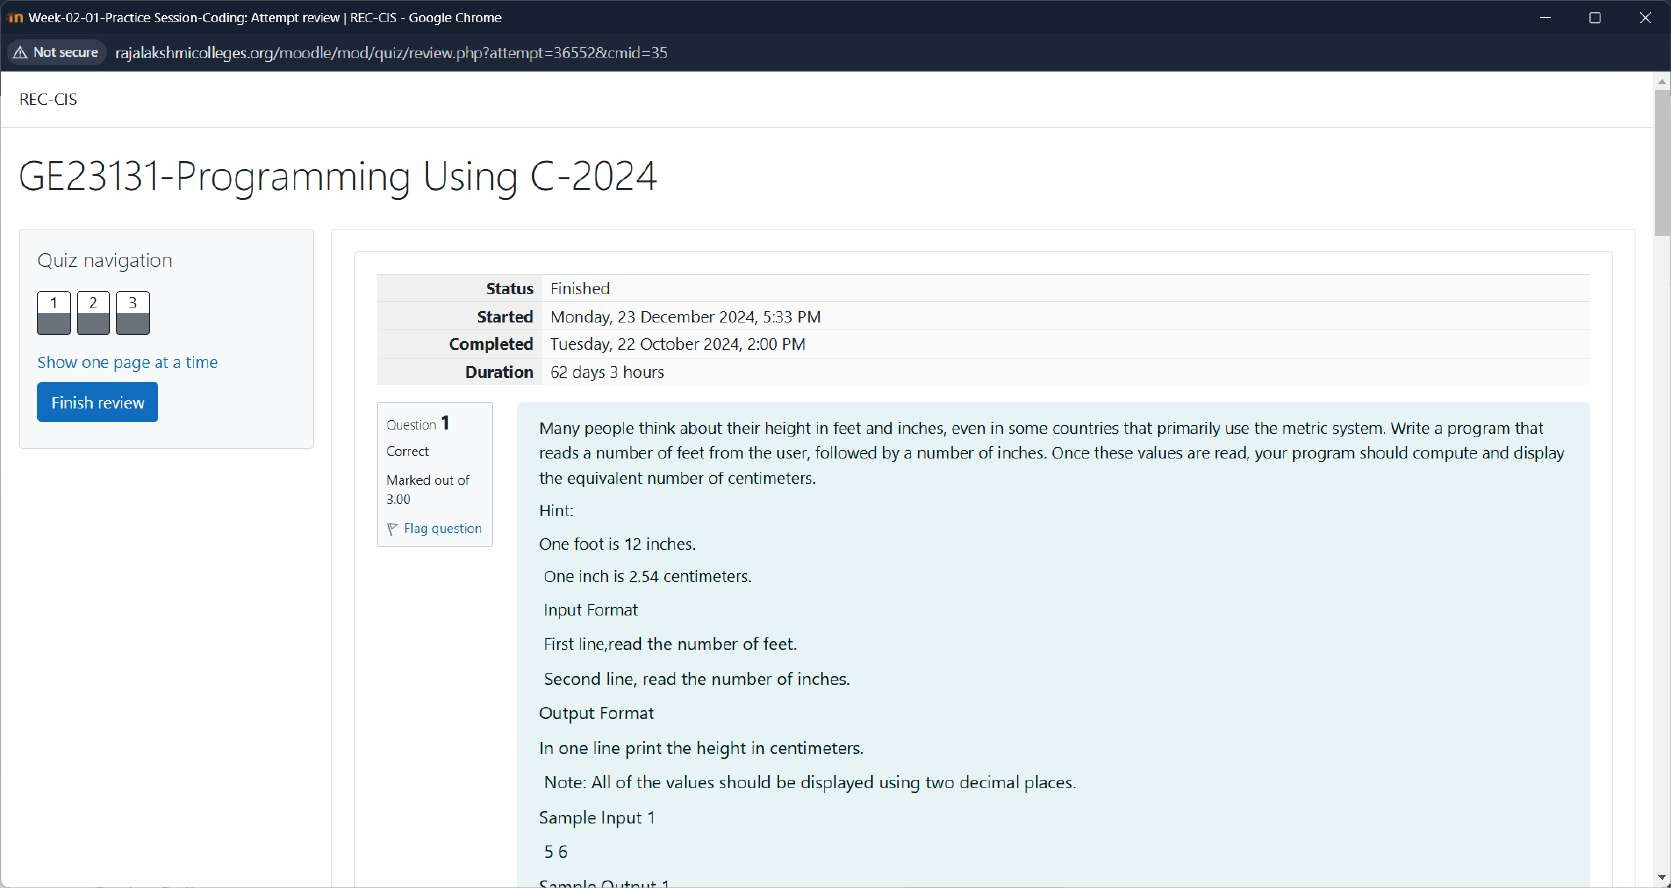 Week-02-01-Practice Session-Coding: Attempt review | REC-CIS - Google Chrome
Not secure rajalakshmicolleges.org/moodle/mod/quiz/review.php?attempt=36552&cmid=35
REC-CIS
GE23131-Programming Using C-2024
Quiz navigation
1 2 3
Show one page at a time
Finish review
Status Finished
Started Monday, 23 December 2024, 5:33 PM
Completed Tuesday, 22 October 2024, 2:00 PM
Duration 62 days 3 hours
Question 1
Correct
Marked out of
3.00
Flag question
Many people think about their height in feet and inches, even in some countries that primarily use the metric system. Write a program that
reads a number of feet from the user, followed by a number of inches. Once these values are read, your program should compute and display
the equivalent number of centimeters.
Hint:
One foot is 12 inches.
One inch is 2.54 centimeters.
Input Format
First line,read the number of feet.
Second line, read the number of inches.
Output Format
In one line print the height in centimeters.
Note: All of the values should be displayed using two decimal places.
Sample Input 1
5 6
Sample Output 1